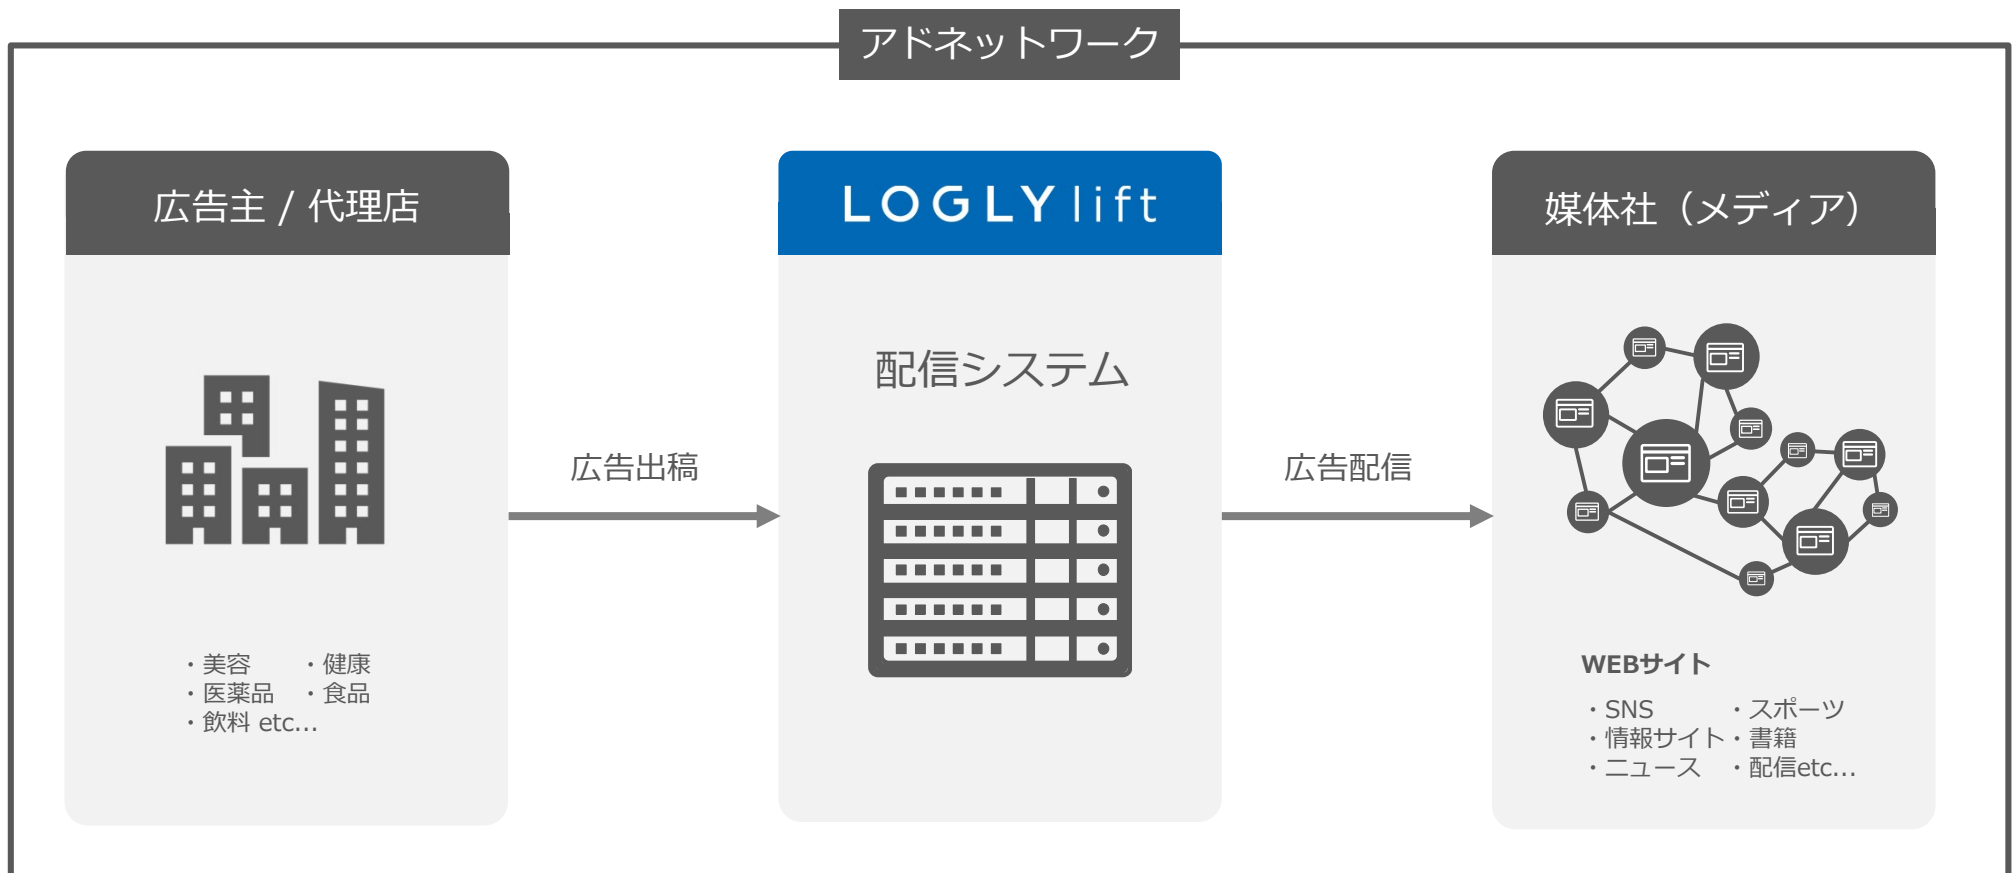 アドネットワーク
広告主 / 代理店
・美容 ・健康
・医薬品 ・食品
・飲料 etc…
広告出稿
LOGLY lift
配信システム
広告配信
媒体社（メディア）
WEBサイト
・SNS ・スポーツ
・情報サイト・書籍
・ニュース ・配信etc…